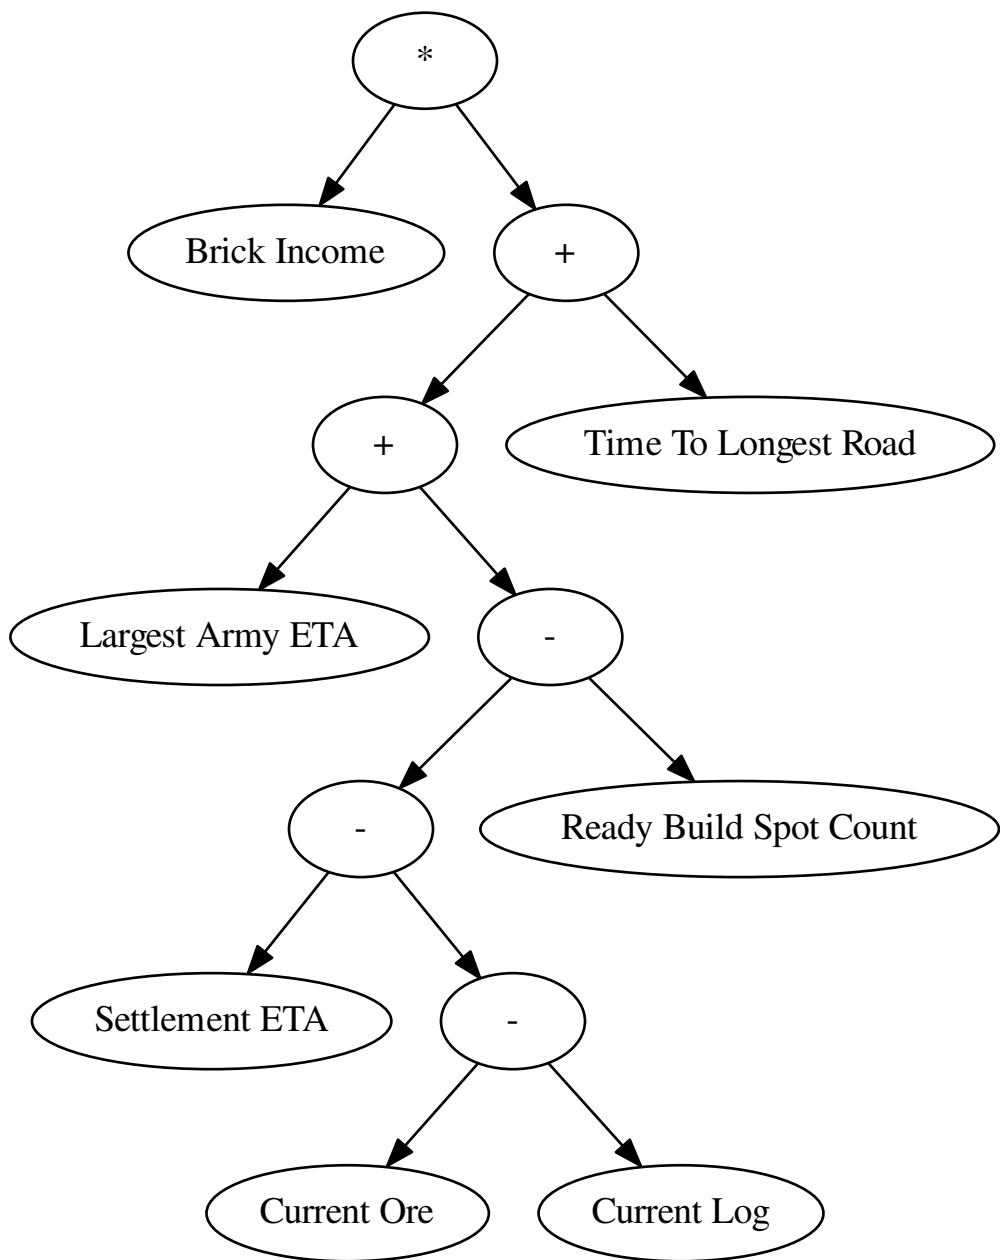 *
Brick Income
+
+
Time To Longest Road
Largest Army ETA
-
-
Ready Build Spot Count
Settlement ETA
-
Current Ore
Current Log